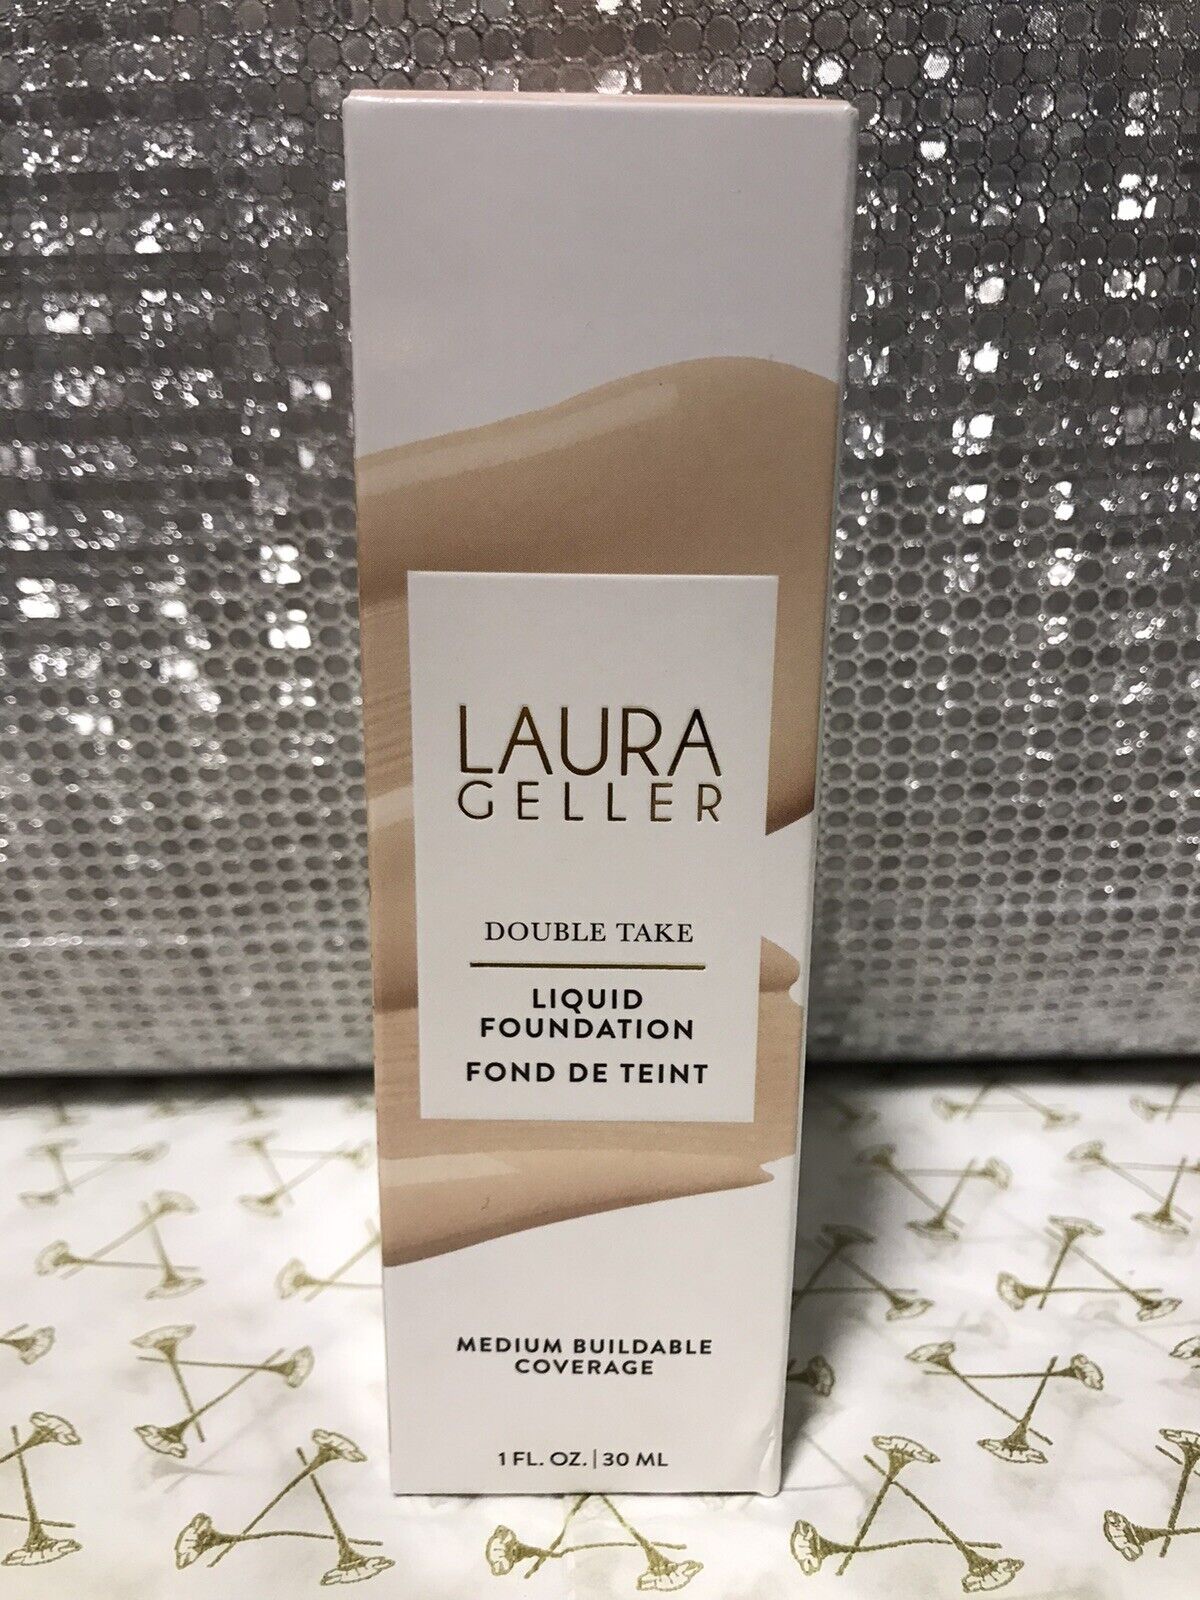 LAURA
GELLER
DOUBLE TAKE
LIQUID
FOUNDATION
FOND DE TEINT
MEDIUM BUILDABLE
COVERAGE
1 FL. OZ. | 30 ML